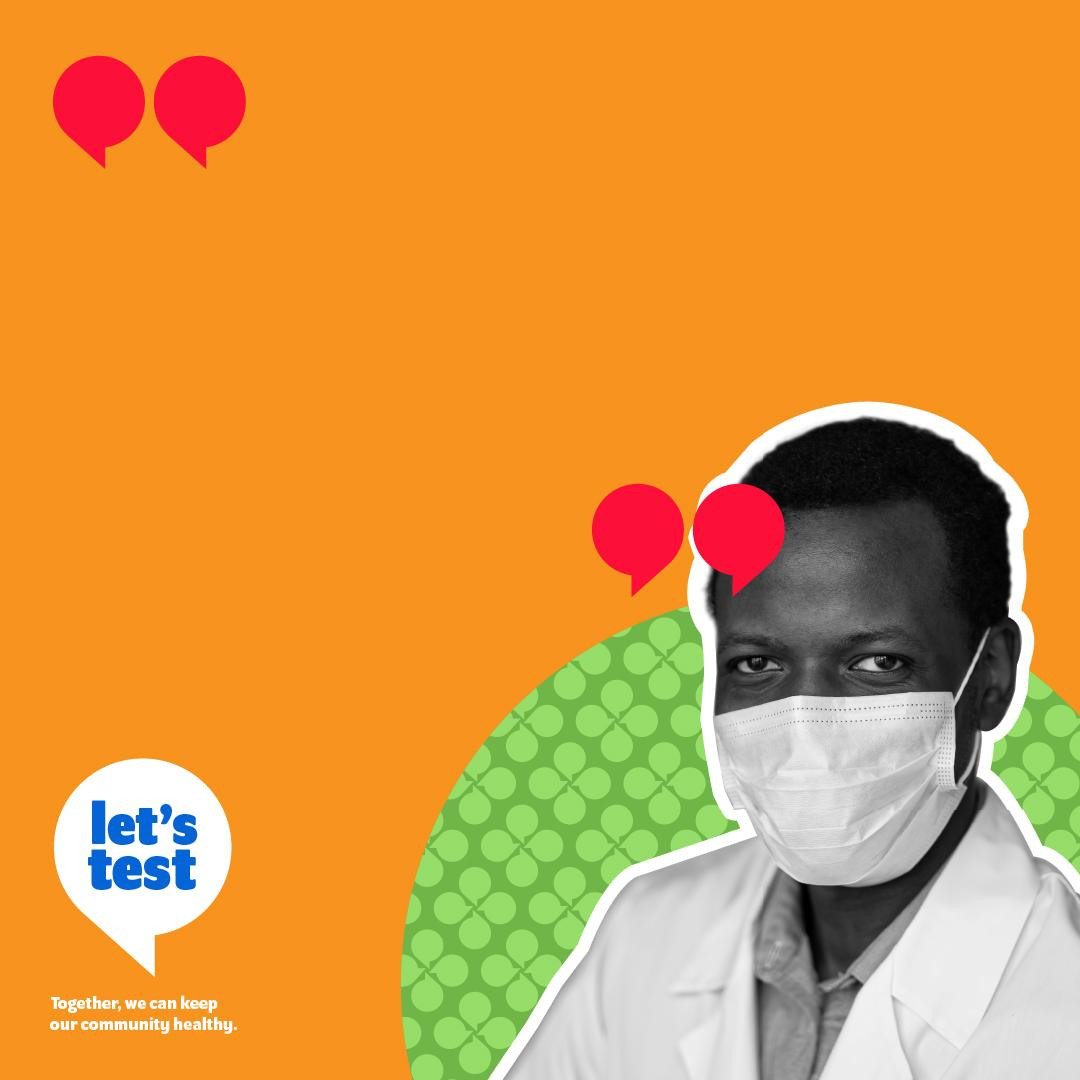 let’s
test
Together, we can keep
our community healthy.